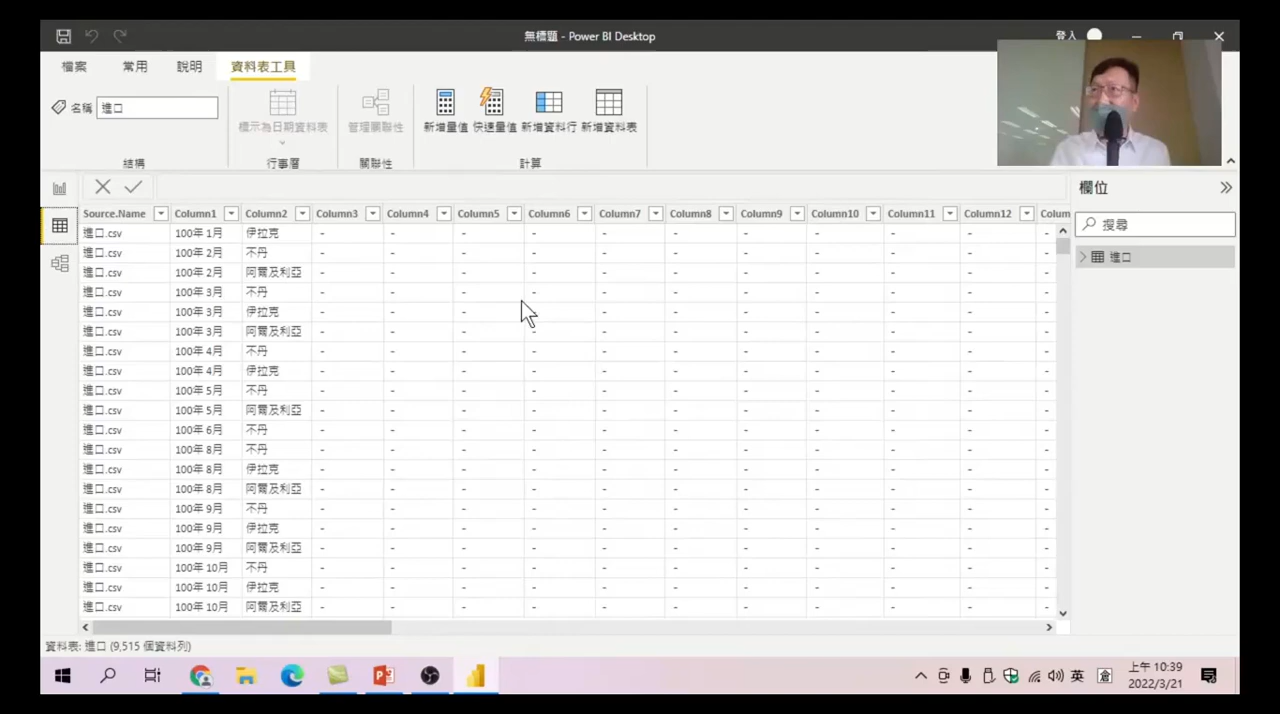 無標題 - Power BI Desktop
登入
檔案 常用 說明 資料表工具
名稱 進口
標示為日期資料表 管理關聯性 新增量值 快速量值 新增資料行 新增資料表
結構 行事曆 關聯性 計算
欄位
搜尋
進口
Source.Name Column1 Column2 Column3 Column4 Column5 Column6 Column7 Column8 Column9 Column10 Column11 Column12 Colum
進口.csv 100年 1月 伊拉克 - - - - - - - - - - -
進口.csv 100年 2月 不丹 - - - - - - - - - - -
進口.csv 100年 2月 阿爾及利亞 - - - - - - - - - - -
進口.csv 100年 3月 不丹 - - - - - - - - - - -
進口.csv 100年 3月 伊拉克 - - - - - - - - - - -
進口.csv 100年 3月 阿爾及利亞 - - - - - - - - - - -
進口.csv 100年 4月 不丹 - - - - - - - - - - -
進口.csv 100年 4月 伊拉克 - - - - - - - - - - -
進口.csv 100年 5月 不丹 - - - - - - - - - - -
進口.csv 100年 5月 阿爾及利亞 - - - - - - - - - - -
進口.csv 100年 6月 不丹 - - - - - - - - - - -
進口.csv 100年 8月 不丹 - - - - - - - - - - -
進口.csv 100年 8月 伊拉克 - - - - - - - - - - -
進口.csv 100年 8月 阿爾及利亞 - - - - - - - - - - -
進口.csv 100年 9月 不丹 - - - - - - - - - - -
進口.csv 100年 9月 伊拉克 - - - - - - - - - - -
進口.csv 100年 9月 阿爾及利亞 - - - - - - - - - - -
進口.csv 100年 10月 不丹 - - - - - - - - - - -
進口.csv 100年 10月 伊拉克 - - - - - - - - - - -
進口.csv 100年 10月 阿爾及利亞 - - - - - - - - - - -
資料表: 進口 (9,515 個資料列)
英 倉 上午 10:39
2022/3/21